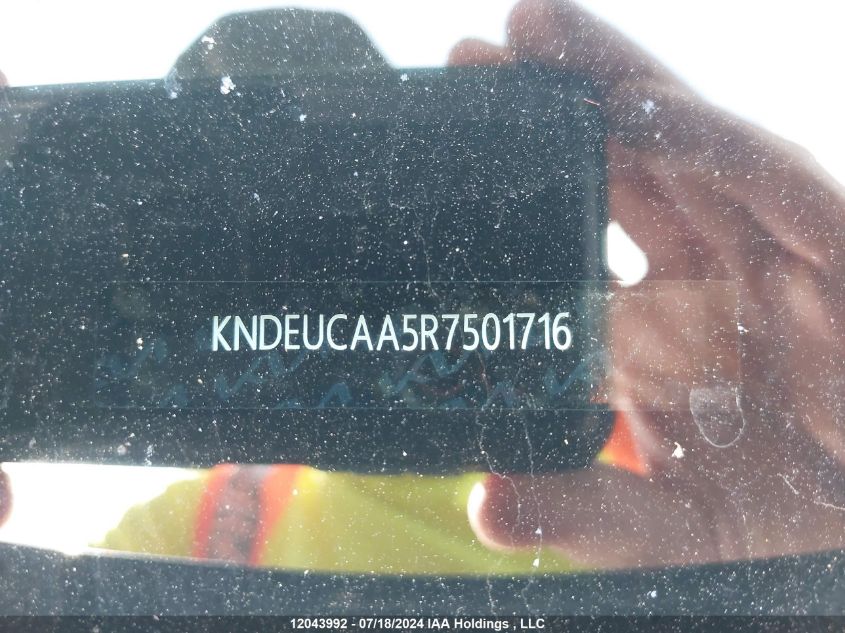 KNDEUCAA5R7501716
12043992 - 07/18/2024 IAA Holdings , LLC